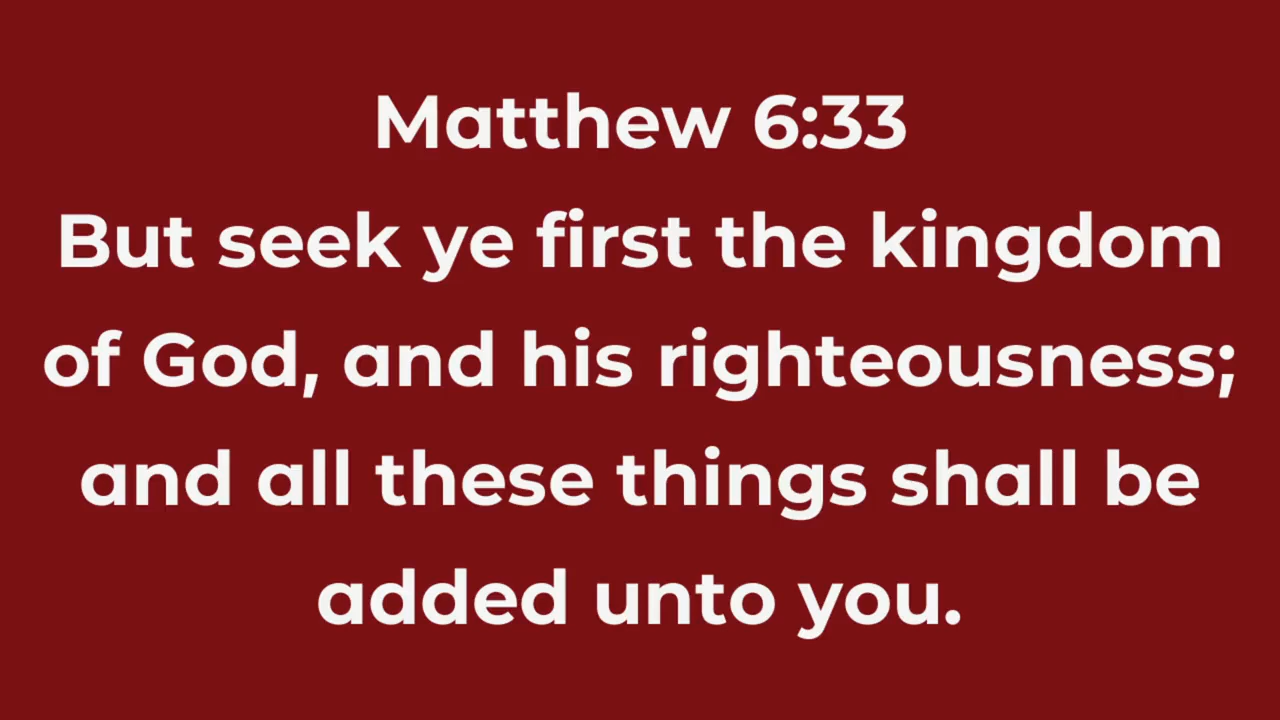 Matthew 6:33
But seek ye first the kingdom
of God, and his righteousness;
and all these things shall be
added unto you.